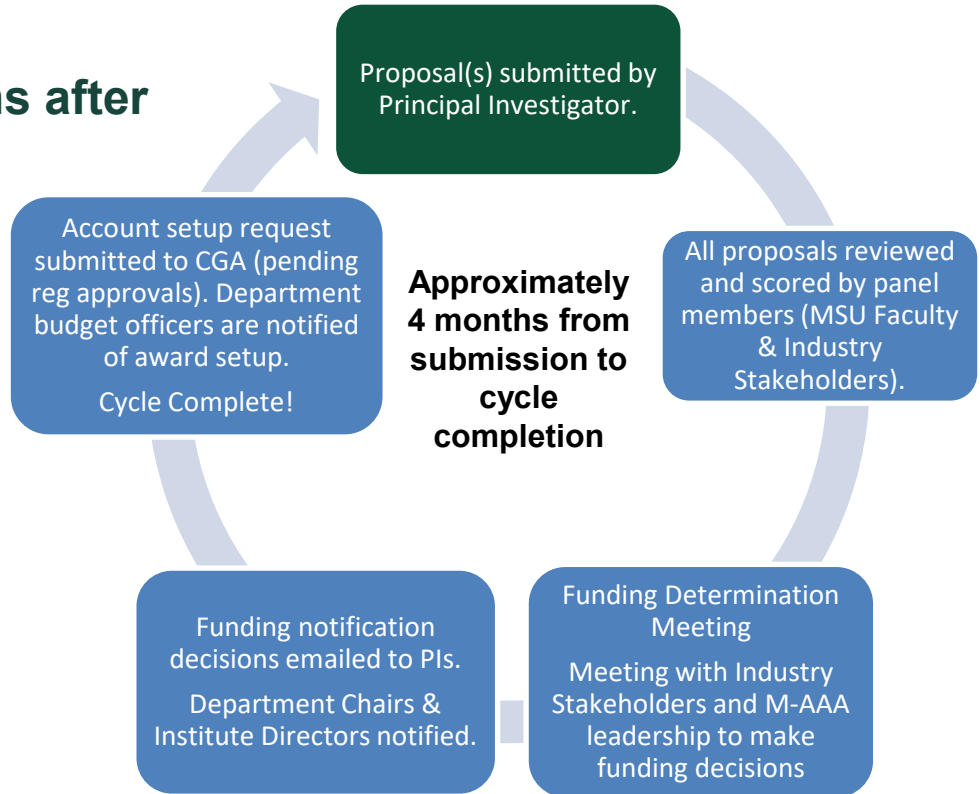 after
Proposal(s) submitted by
Principal Investigator.
All proposals reviewed
and scored by panel
members (MSU Faculty
& Industry
Stakeholders).
Funding Determination
Meeting
Meeting with Industry
Stakeholders and M-AAA
leadership to make
funding decisions
Funding notification
decisions emailed to PIs.
Department Chairs &
Institute Directors notified.
Account setup request
submitted to CGA (pending
reg approvals). Department
budget officers are notified
of award setup.
Cycle Complete!
Approximately
4 months from
submission to
cycle
completion